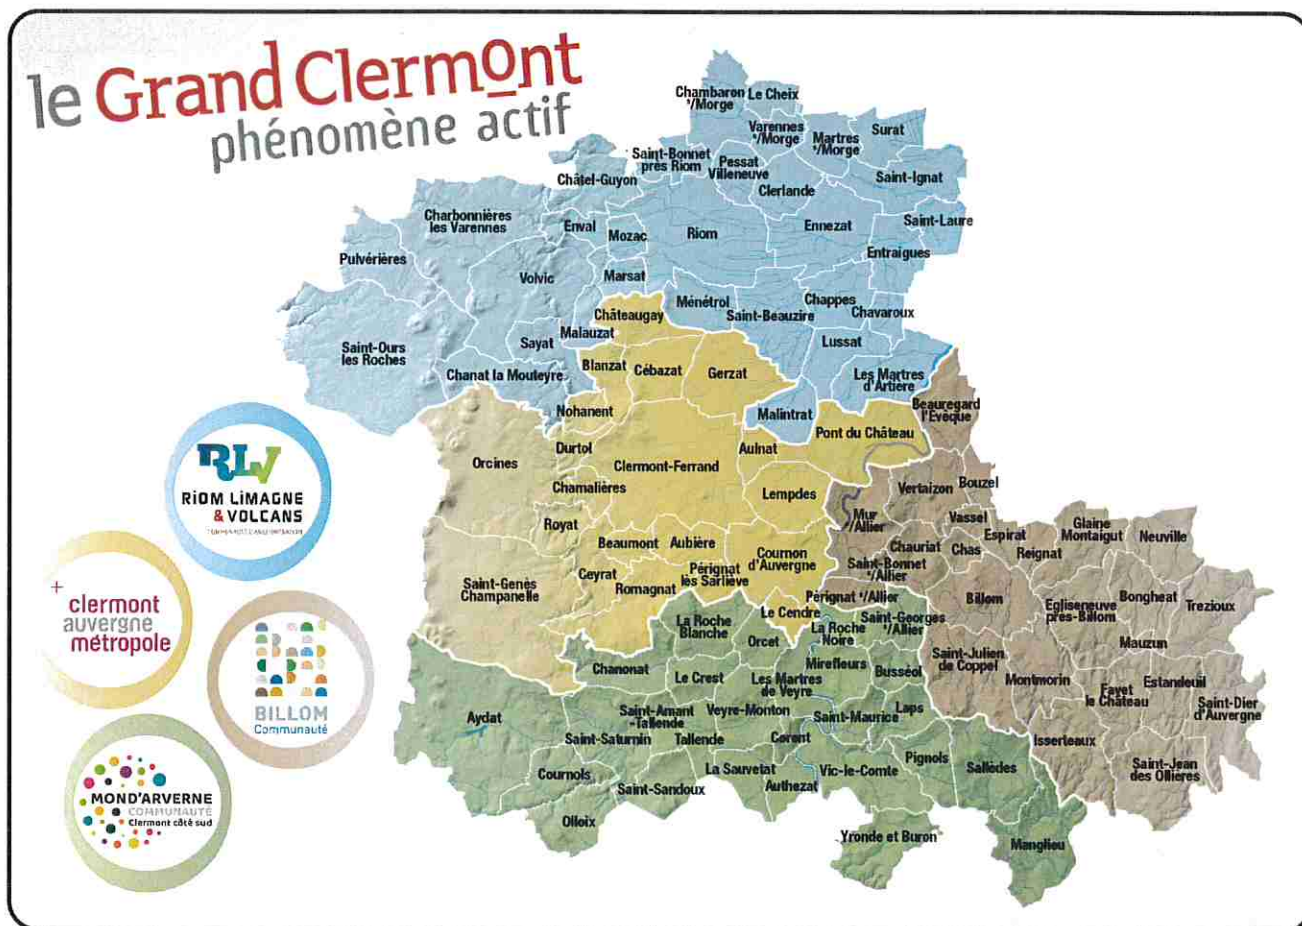 le Grand Clermont
phénomène actif
Chambaron
s/Morge
Le Cheix
Varennes
s/Morge
Martres
s/Morge
Surat
Saint-Bonnet
près Riom
Pessat
Villeneuve
Châtel-Guyon
Clerlande
Saint-Ignat
Charbonnières
les Varennes
Enval
Mozac
Riom
Ennezat
Saint-Laure
Entraigues
Pulvérières
Volvic
Marsat
Ménétrol
Saint-Beauzire
Chappes
Chavaroux
Châteaugay
Malauzat
Sayat
Saint-Ours
les Roches
Lussat
Chanat la Mouteyre
Blanzat
Cébazat
Gerzat
Les Martres
d'Artière
Nohanent
Malintrat
Beauregard
l'Evêque
Pont du Château
Orcines
Durtol
Clermont-Ferrand
Aulnat
Chamalières
Lempdes
Vertaizon
Bouzel
Royat
Mur
s/Allier
Vassel
Espirat
Glaine
Montaigut
Neuville
Reignat
Beaumont
Aubière
Cournon
d'Auvergne
Chauriat
Chas
Saint-Bonnet
s/Allier
Saint-Genès
Champanelle
Ceyrat
Romagnat
Pérignat
lès Sarliève
Pérignat s/Allier
Billom
Egliseneuve
près-Billom
Bongheat
Trezioux
Le Cendre
La Roche
Blanche
Orcet
La Roche
Noire
Saint-Georges
s/Allier
Mauzun
Chanonat
Le Crest
Les Martres
de Veyre
Mirefleurs
Busséol
Saint-Julien
de Coppel
Montmorin
Fayet
le Château
Estandeuil
Saint-Dier
d'Auvergne
Aydat
Saint-Amant
-Tallende
Veyre-Monton
Saint-Maurice
Laps
Saint-Saturnin
Tallende
Corent
Isserteaux
Pignols
Sallèdes
Saint-Jean
des Ollières
Cournols
La Sauvetat
Vic-le-Comte
Saint-Sandoux
Authezat
Olloix
Yronde et Buron
Manglieu
RLV
RIOM LIMAGNE
& VOLCANS
+
clermont
auvergne
métropole
BILLOM
Communauté
MOND'ARVERNE
COMMUNAUTÉ
Clermont côté sud